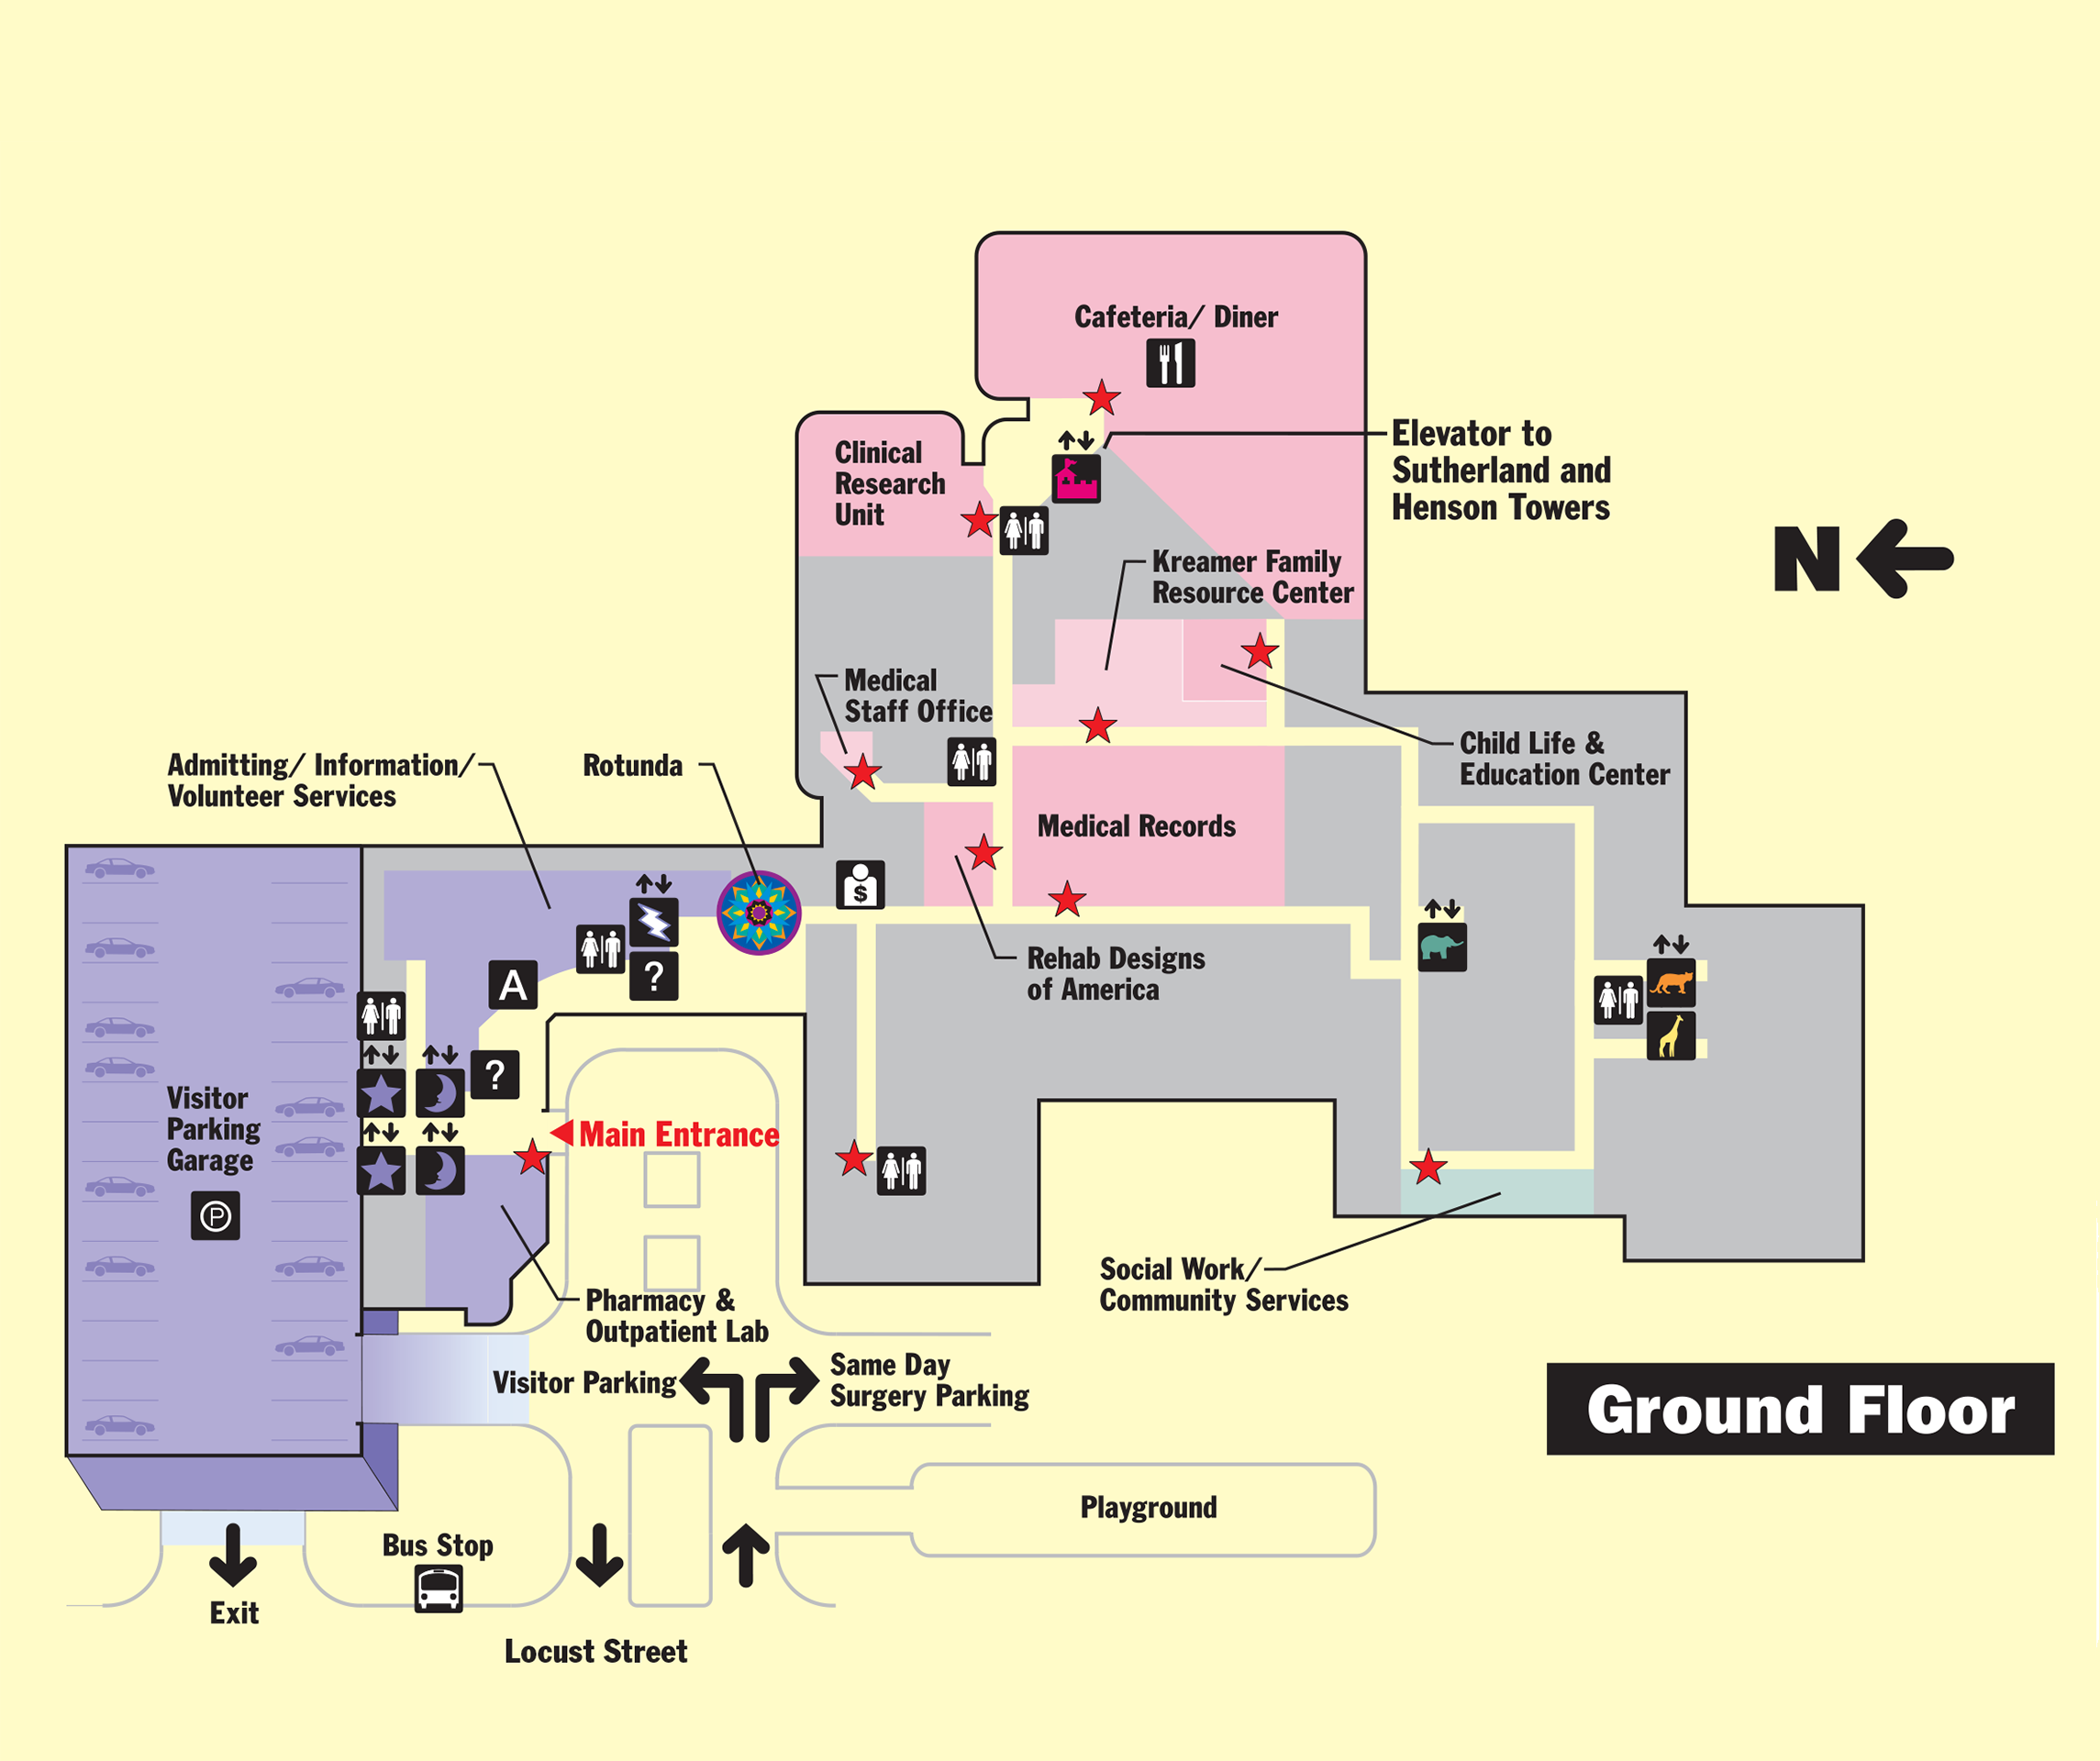 Cafeteria/ Diner
Elevator to
Sutherland and
Henson Towers
Clinical
Research
Unit
N
Kreamer Family
Resource Center
Medical
Staff Office
Child Life &
Education Center
Admitting/ Information/
Volunteer Services
Rotunda
Medical Records
$
Rehab Designs
of America
A
?
?
Visitor
Parking
Garage
P
Main Entrance
Social Work/
Community Services
Pharmacy &
Outpatient Lab
Visitor Parking
Same Day
Surgery Parking
Ground Floor
Playground
Bus Stop
Exit
Locust Street